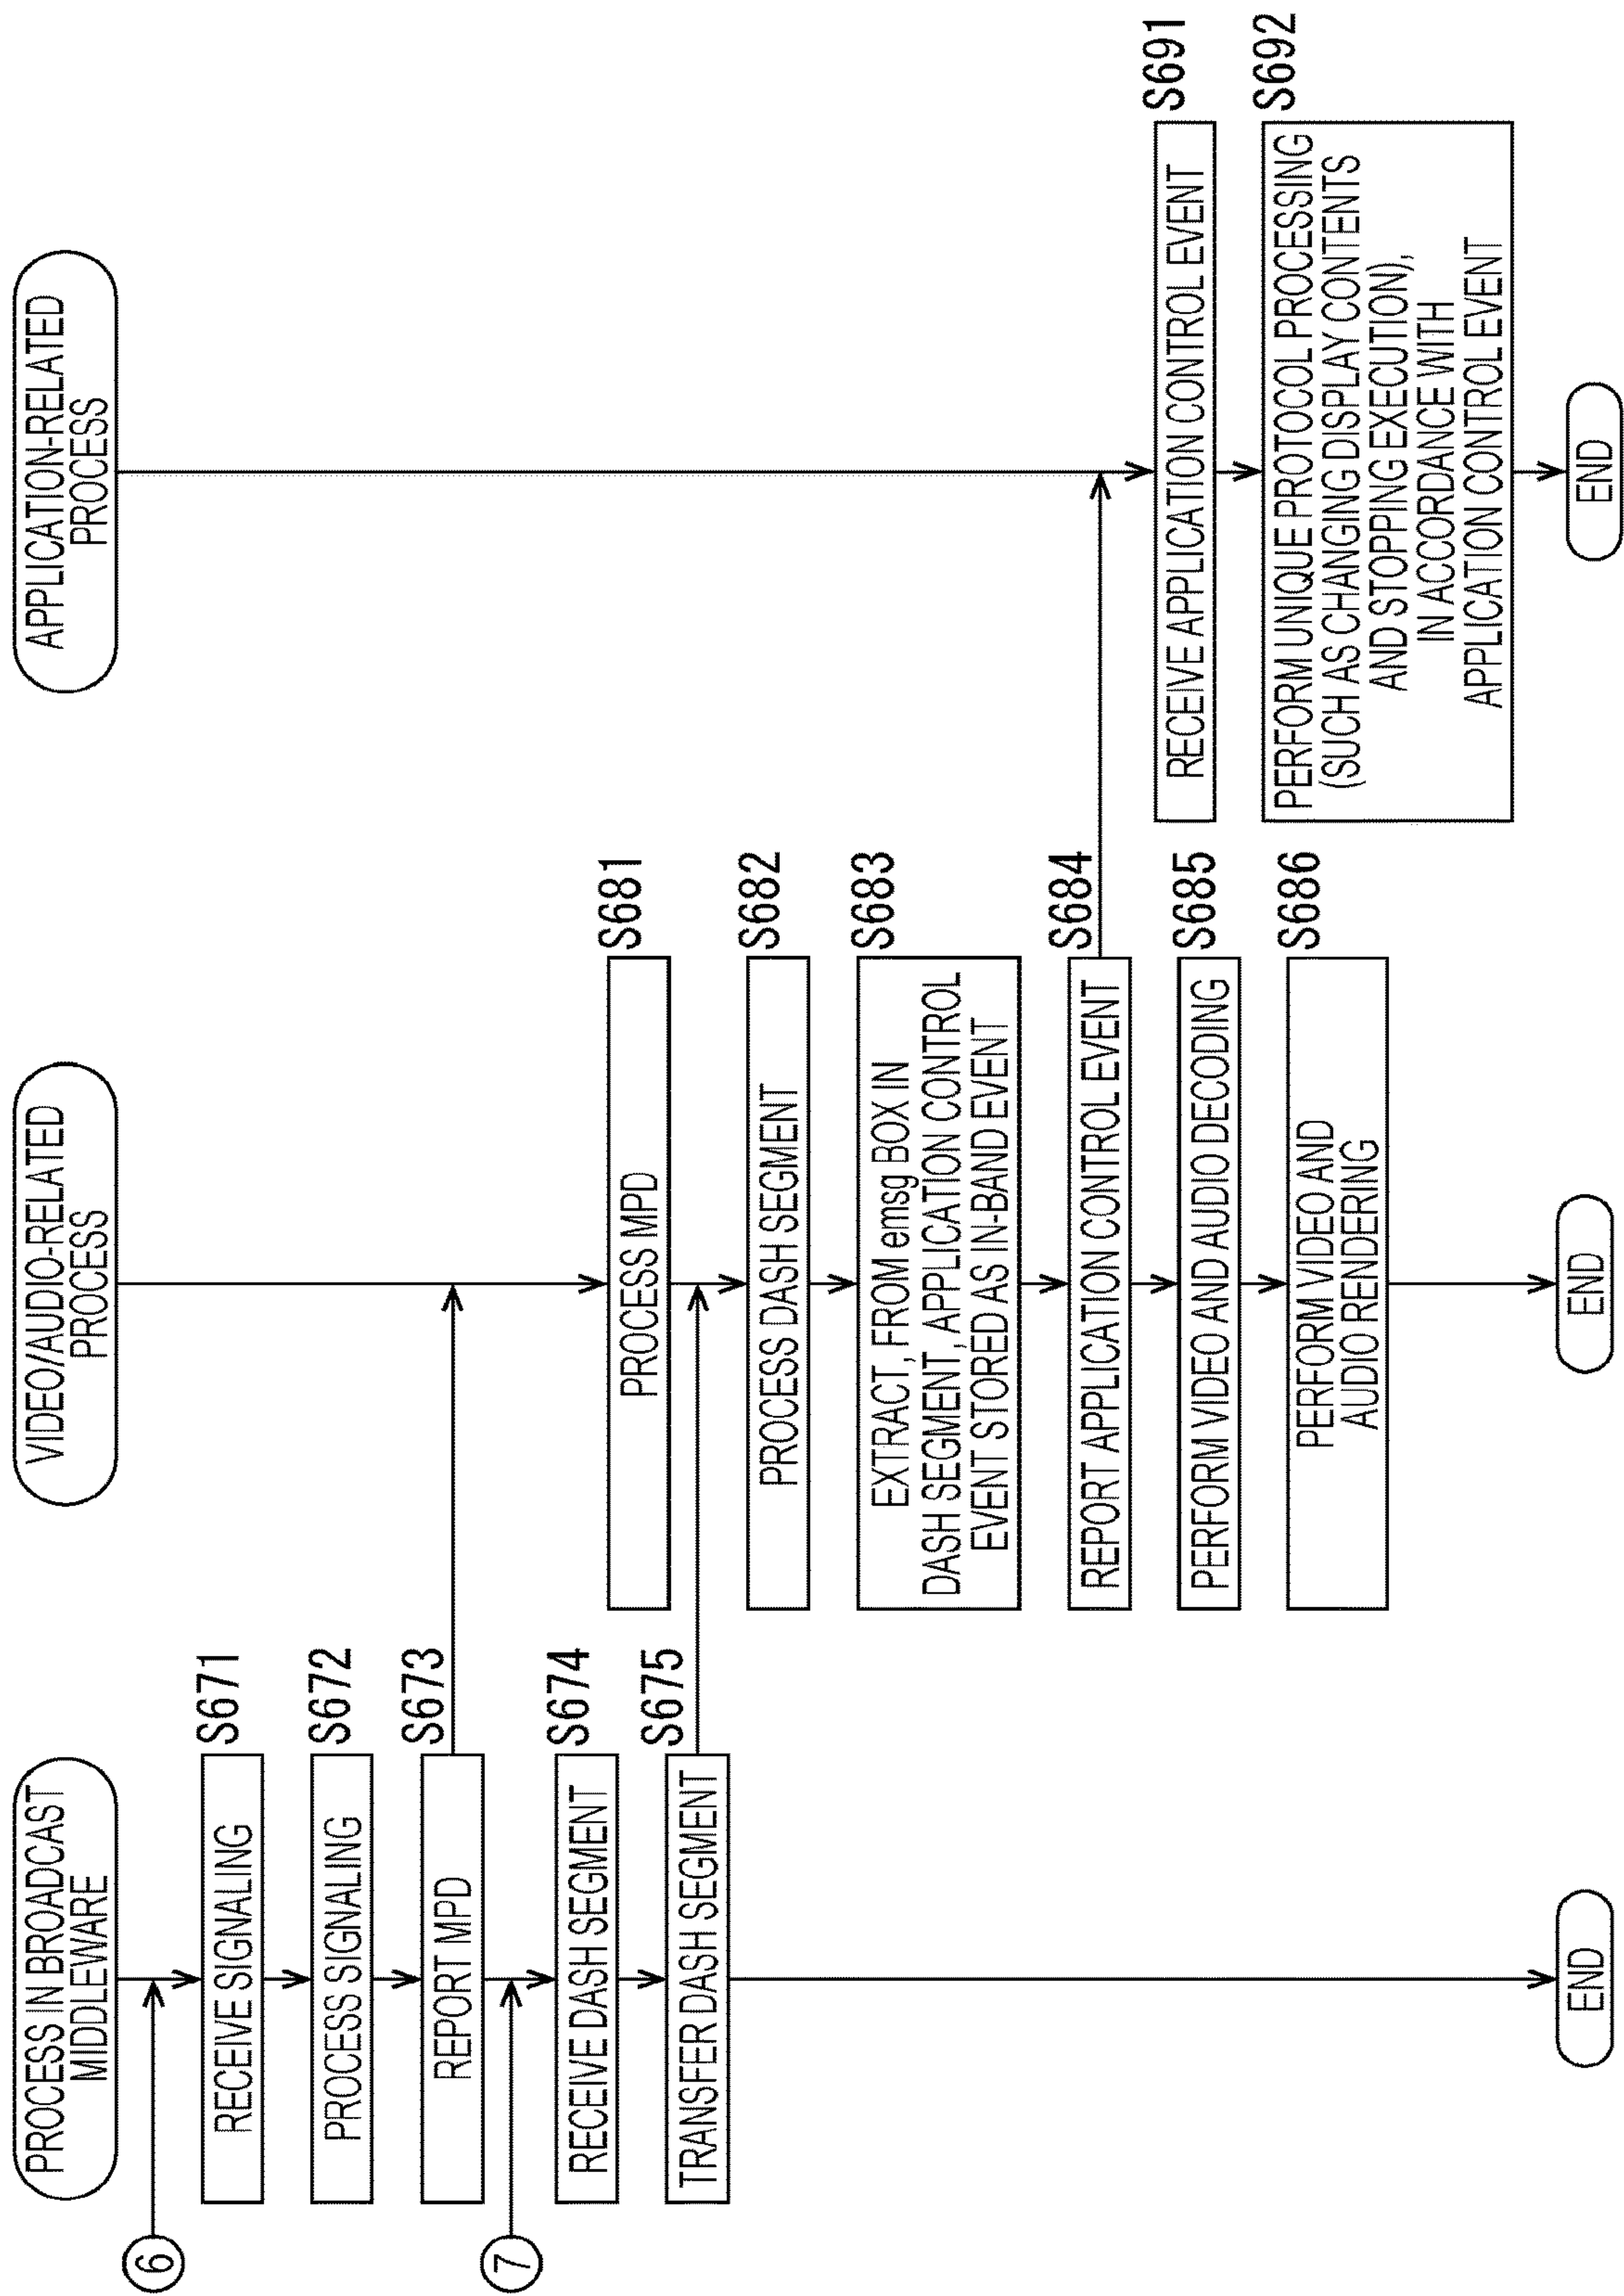 PROCESS IN BROADCAST
MIDDLEWARE
6
RECEIVE SIGNALING
S671
PROCESS SIGNALING
S672
REPORT MPD
S673
7
RECEIVE DASH SEGMENT
S674
TRANSFER DASH SEGMENT
S675
END
VIDEO/AUDIO-RELATED
PROCESS
PROCESS MPD
S681
PROCESS DASH SEGMENT
S682
EXTRACT, FROM emsg BOX IN
DASH SEGMENT, APPLICATION CONTROL
EVENT STORED AS IN-BAND EVENT
S683
REPORT APPLICATION CONTROL EVENT
S684
PERFORM VIDEO AND AUDIO DECODING
S685
PERFORM VIDEO AND
AUDIO RENDERING
S686
END
APPLICATION-RELATED
PROCESS
RECEIVE APPLICATION CONTROL EVENT
S691
PERFORM UNIQUE PROTOCOL PROCESSING
(SUCH AS CHANGING DISPLAY CONTENTS
AND STOPPING EXECUTION),
IN ACCORDANCE WITH
APPLICATION CONTROL EVENT
S692
END